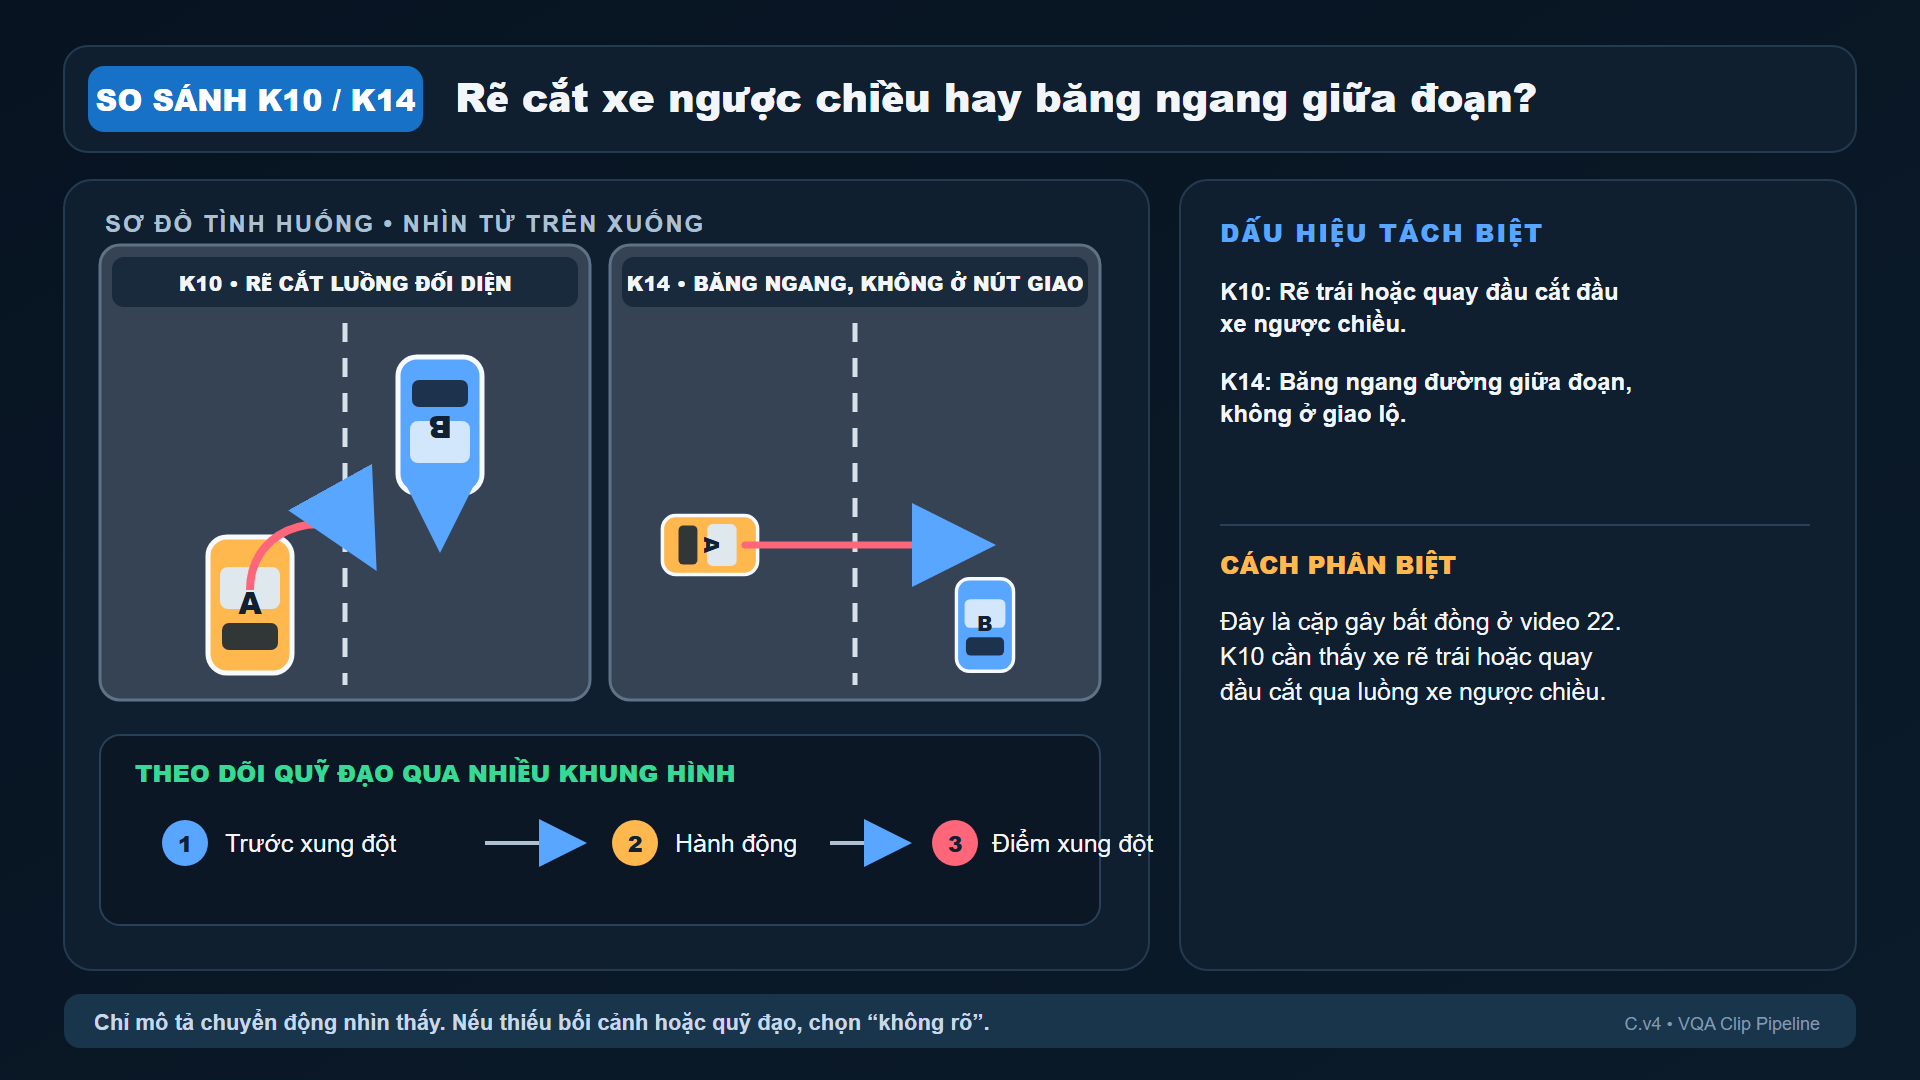 SO SÁNH K10 / K14
Rẽ cắt xe ngược chiều hay băng ngang giữa đoạn?
SƠ ĐỒ TÌNH HUỐNG • NHÌN TỪ TRÊN XUỐNG
K10 • RẼ CẮT LUỒNG ĐỐI DIỆN
B
A
K14 • BĂNG NGANG, KHÔNG Ở NÚT GIAO
A
B
THEO DÕI QUỸ ĐẠO QUA NHIỀU KHUNG HÌNH
1 Trước xung đột
2 Hành động
3 Điểm xung đột
DẤU HIỆU TÁCH BIỆT
K10: Rẽ trái hoặc quay đầu cắt đầu
xe ngược chiều.
K14: Băng ngang đường giữa đoạn,
không ở giao lộ.
CÁCH PHÂN BIỆT
Đây là cặp gây bất đồng ở video 22.
K10 cần thấy xe rẽ trái hoặc quay
đầu cắt qua luồng xe ngược chiều.
Chỉ mô tả chuyển động nhìn thấy. Nếu thiếu bối cảnh hoặc quỹ đạo, chọn “không rõ”.
C.v4 • VQA Clip Pipeline